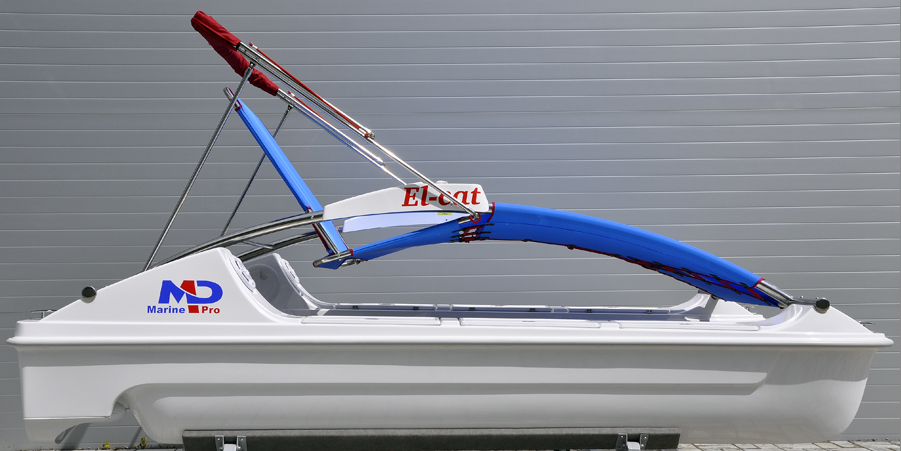 El-cat
MD
Marine Pro